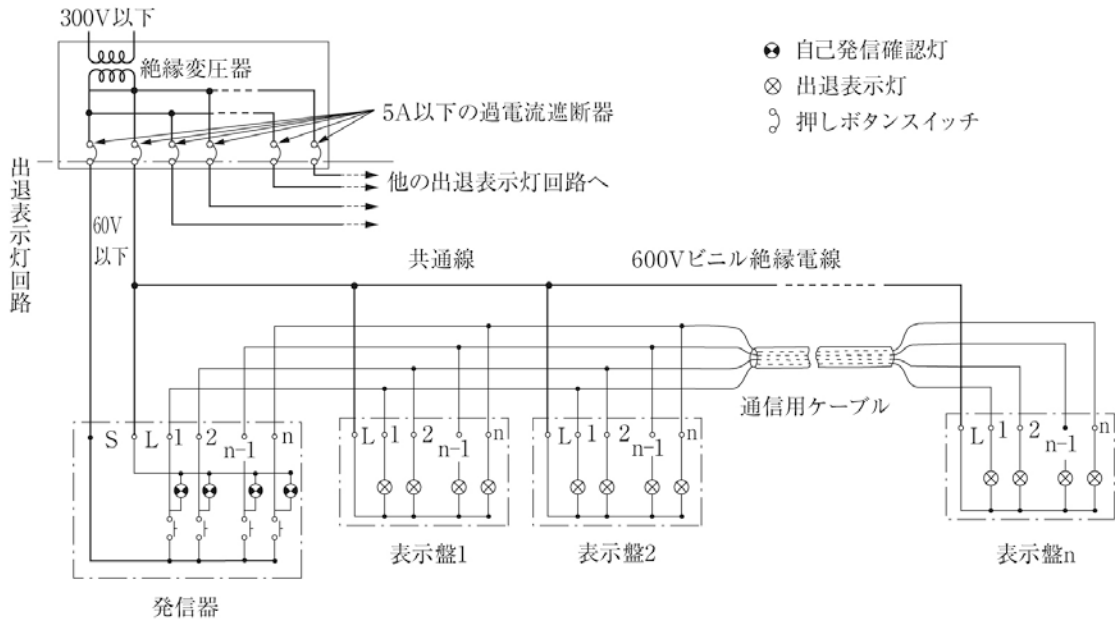 300V以下
絶縁変圧器
5A以下の過電流遮断器
自己発信確認灯
出退表示灯
押しボタンスイッチ
他の出退表示灯回路へ
出退表示灯回路
60V
以下
共通線
600Vビニル絶縁電線
通信用ケーブル
S L 1 2 n-1 n
L 1 2 n-1 n
L 1 2 n-1 n
L 1 2 n-1 n
発信器
表示盤1
表示盤2
表示盤n